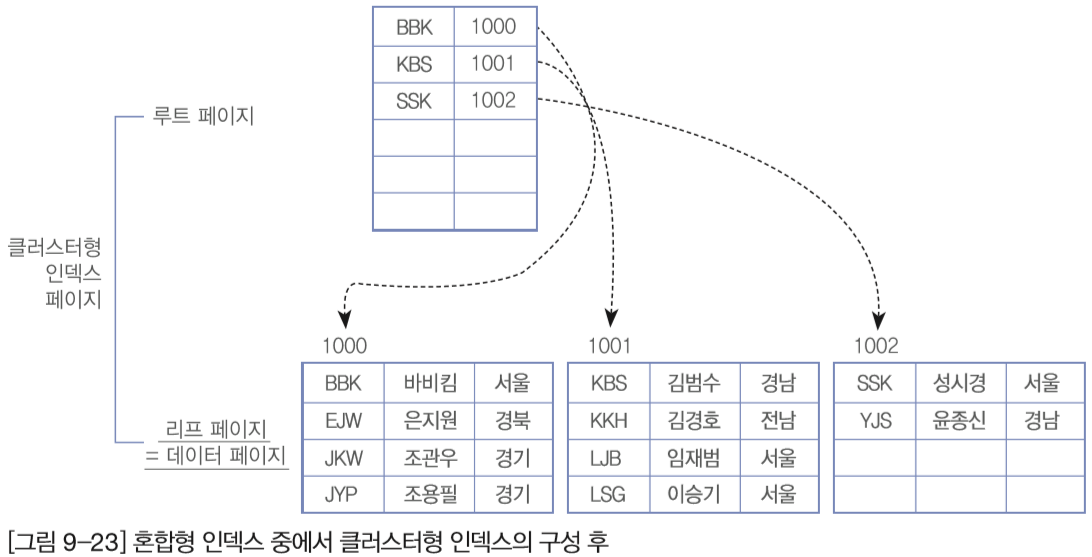 BBK 1000
KBS 1001
SSK 1002
루트 페이지
클러스터형
인덱스
페이지
리프 페이지
= 데이터 페이지
1000
BBK 바비킴 서울
EJW 은지원 경북
JKW 조관우 경기
JYP 조용필 경기
1001
KBS 김범수 경남
KKH 김경호 전남
LJB 임재범 서울
LSG 이승기 서울
1002
SSK 성시경 서울
YJS 윤종신 경남
[그림 9-23] 혼합형 인덱스 중에서 클러스터형 인덱스의 구성 후